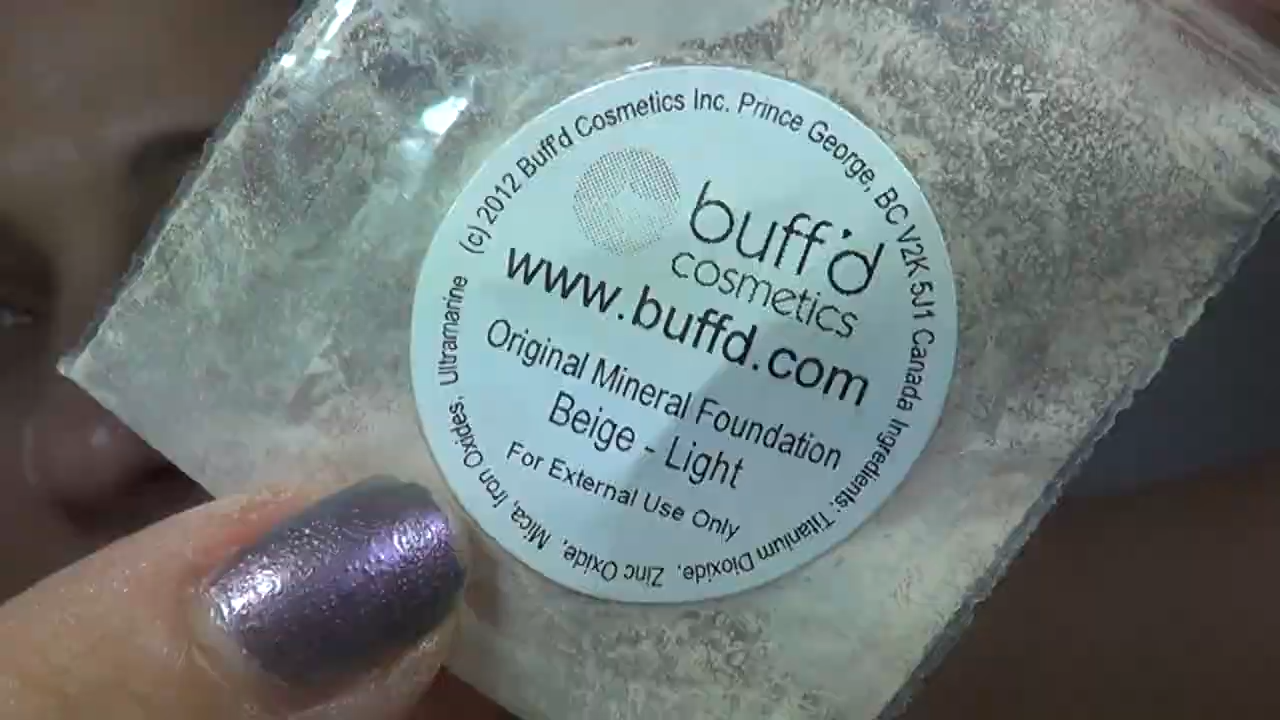 (c) 2012 Buff'd Cosmetics Inc. Prince George, BC V2K 5J1 Canada Ingredients: Titanium Dioxide, Zinc Oxide, Mica, Iron Oxides, Ultramarine
buff'd
cosmetics
www.buffd.com
Original Mineral Foundation
Beige - Light
For External Use Only